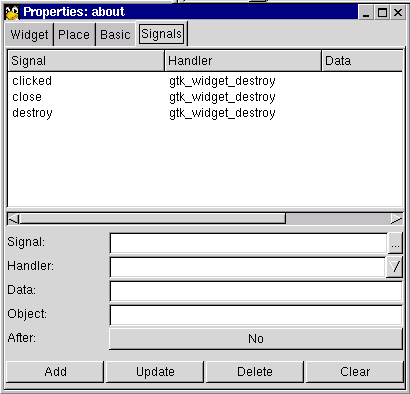 Properties: about
Widget Place Basic Signals
Signal Handler Data
clicked gtk_widget_destroy
close gtk_widget_destroy
destroy gtk_widget_destroy
Signal: ...
Handler:
Data:
Object:
After: No
Add Update Delete Clear